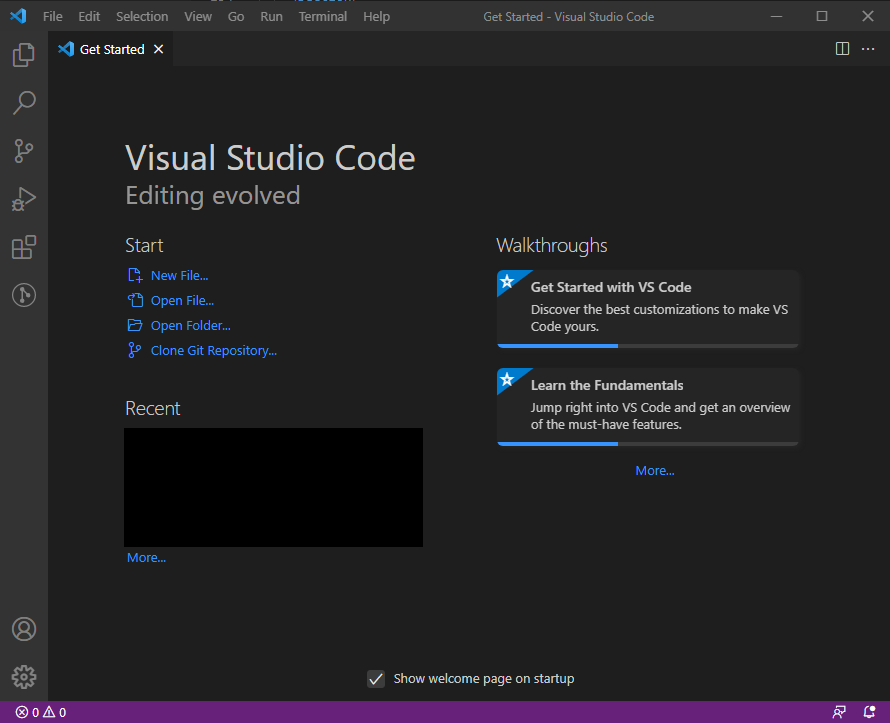 File Edit Selection View Go Run Terminal Help Get Started - Visual Studio Code
Get Started
Visual Studio Code
Editing evolved
Start
New File...
Open File...
Open Folder...
Clone Git Repository...
Recent
More...
Walkthroughs
Get Started with VS Code
Discover the best customizations to make VS
Code yours.
Learn the Fundamentals
Jump right into VS Code and get an overview
of the must-have features.
More...
Show welcome page on startup
0 0